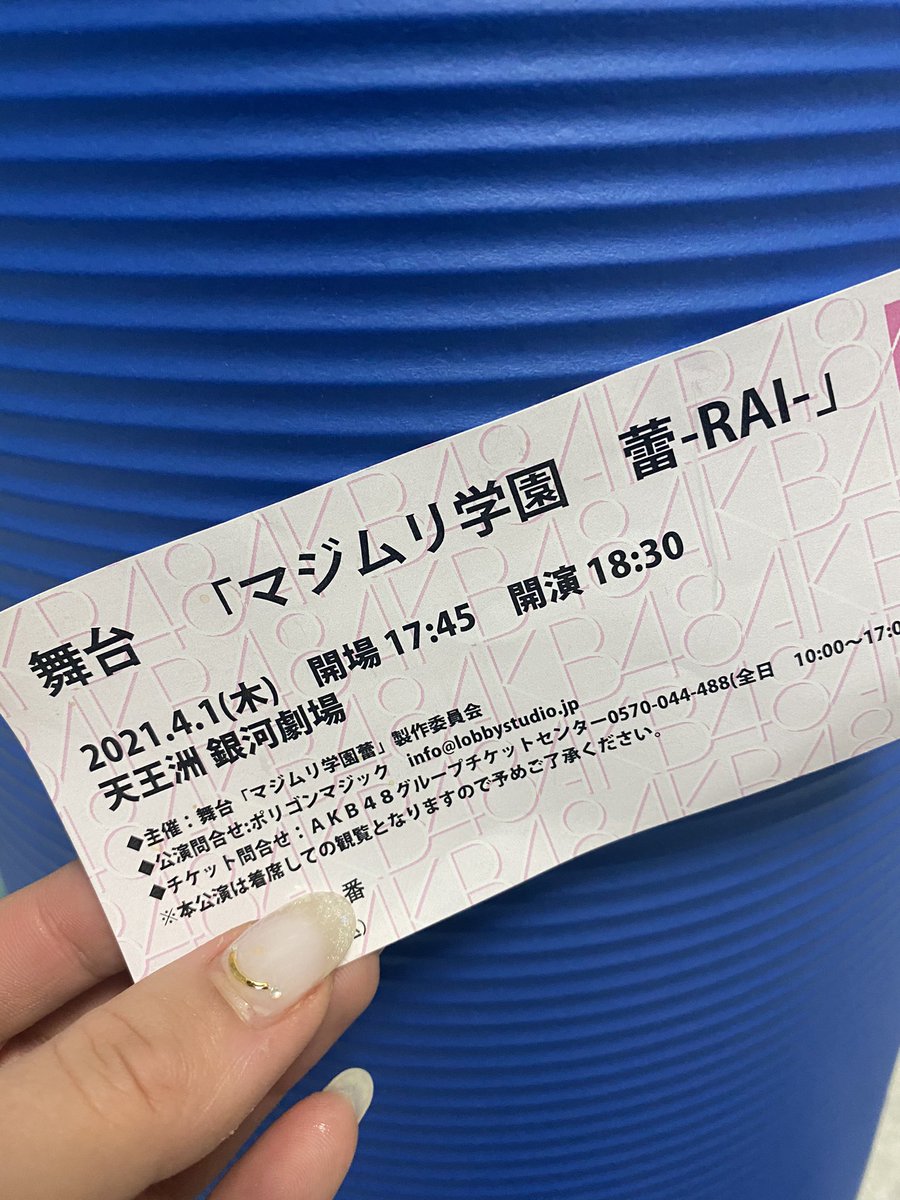 舞台 「マジムリ学園 蕾-RAI-」
2021.4.1(木) 開場 17:45 開演 18:30
天王洲 銀河劇場
◆主催：舞台「マジムリ学園蕾」製作委員会
◆公演問合せ:ポリゴンマジック info@lobbystudio.jp
◆チケット問合せ：ＡＫＢ４８グループチケットセンター0570-044-488(全日 10:00〜17:0
※本公演は着席しての観覧となりますので予めご了承ください。
番